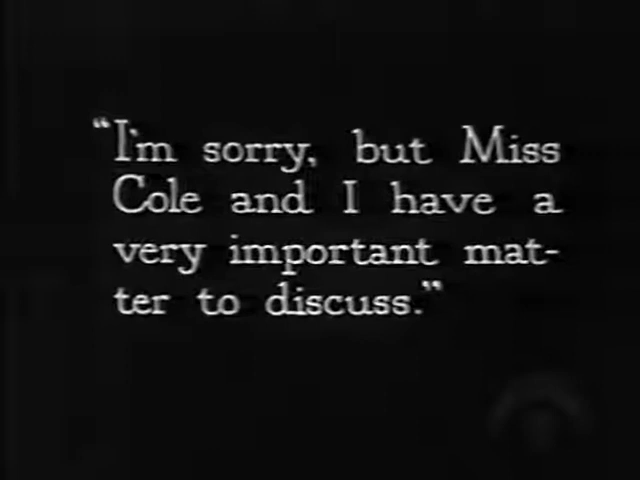 “I'm sorry, but Miss
Cole and I have a
very important mat-
ter to discuss.”